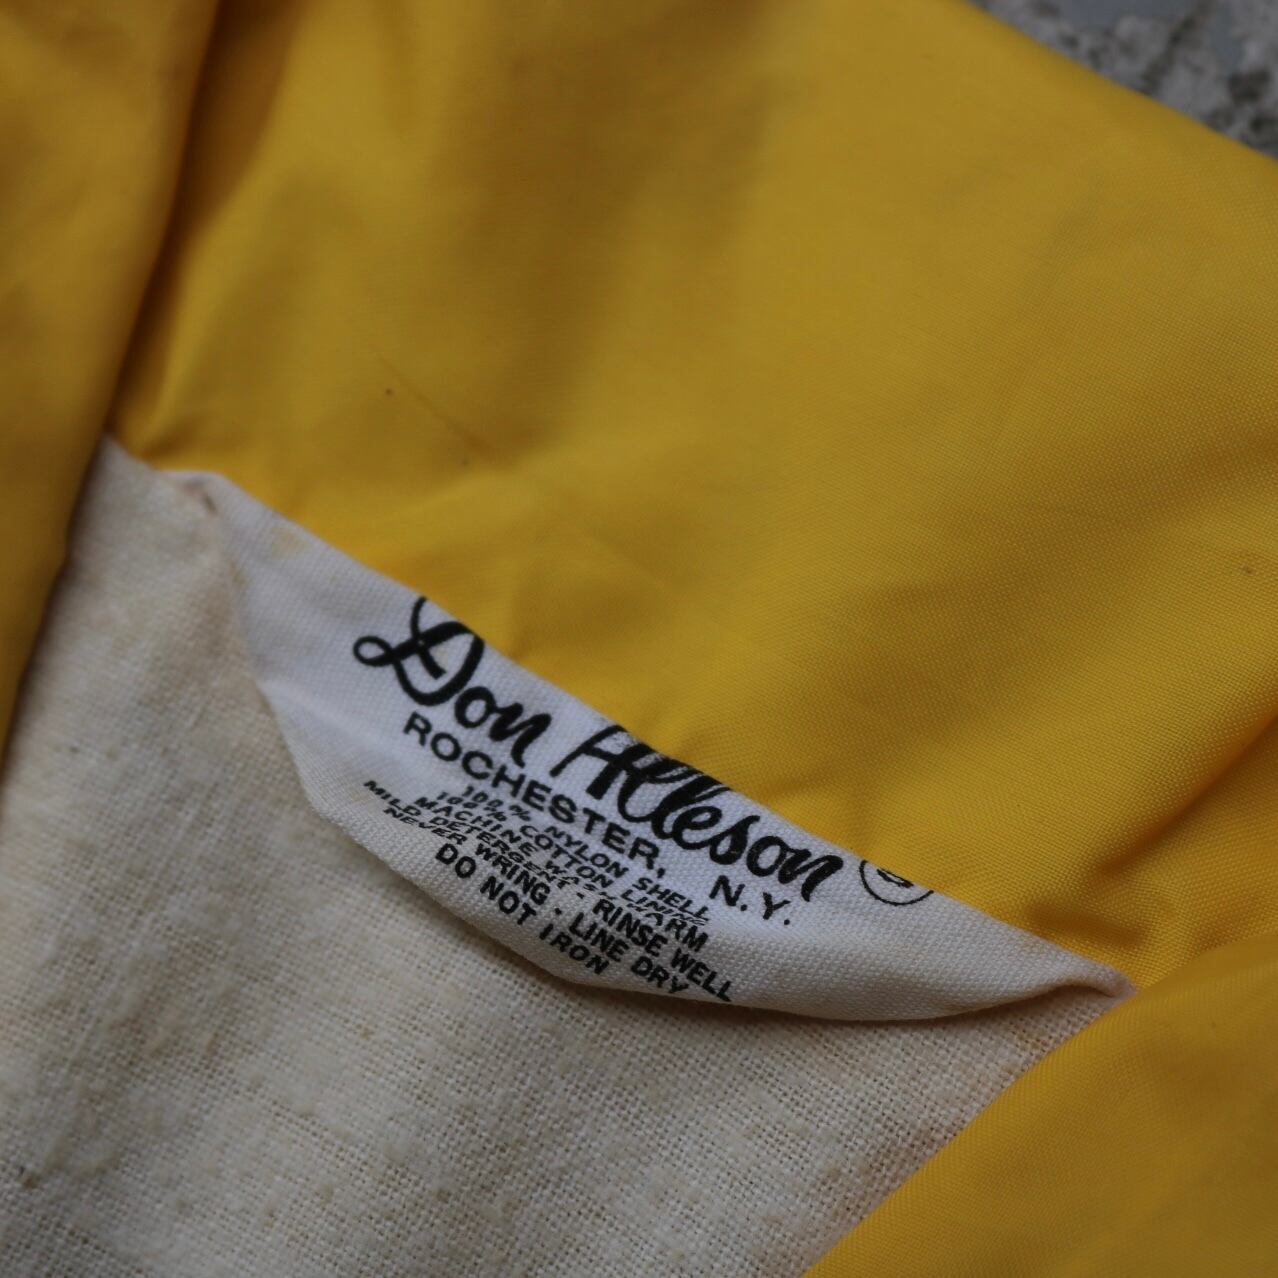 Don Alleson
ROCHESTER, N.Y.
100% NYLON SHELL
100% COTTON LINING
MACHINE WASH WARM
MILD DETERGENT - RINSE WELL
NEVER WRING - LINE DRY
DO NOT IRON